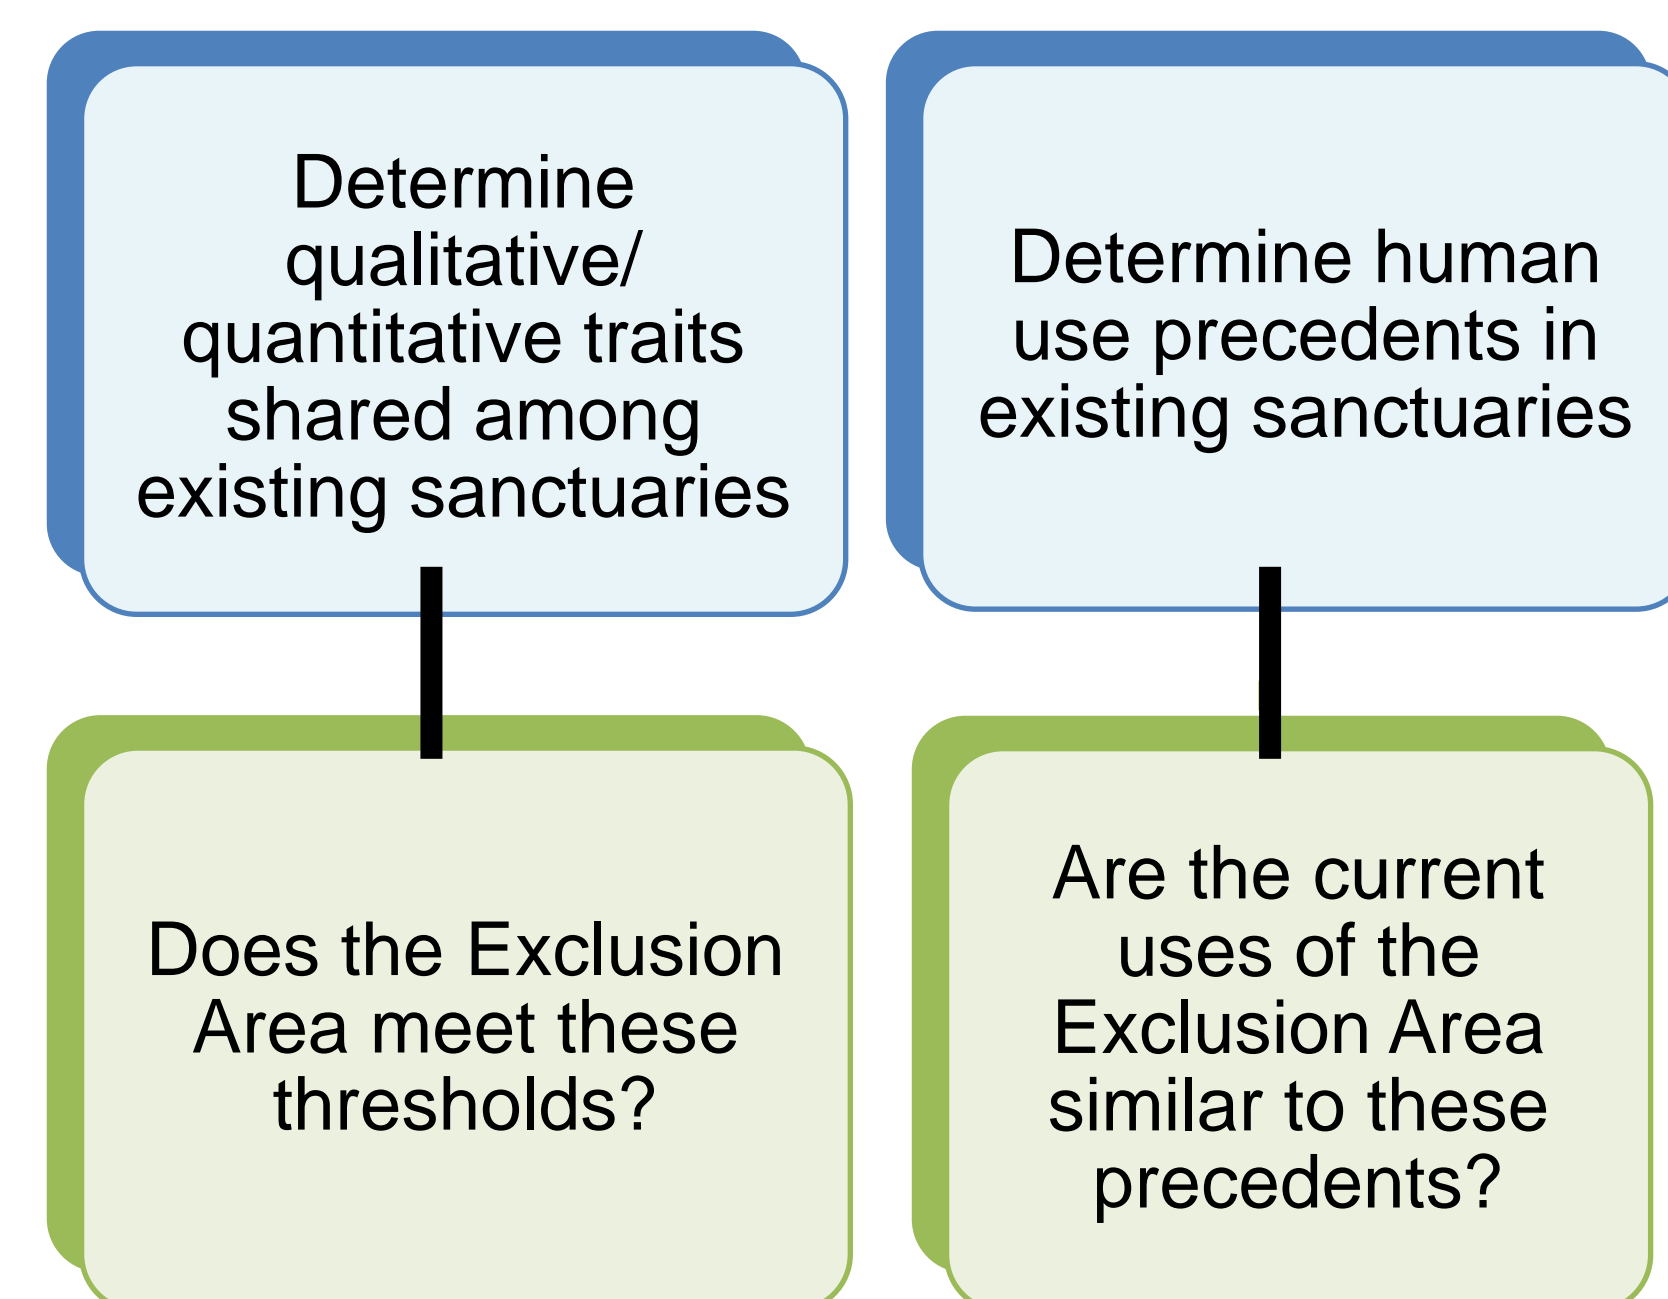 Determine
qualitative/
quantitative traits
shared among
existing sanctuaries
Determine human
use precedents in
existing sanctuaries
Does the Exclusion
Area meet these
thresholds?
Are the current
uses of the
Exclusion Area
similar to these
precedents?